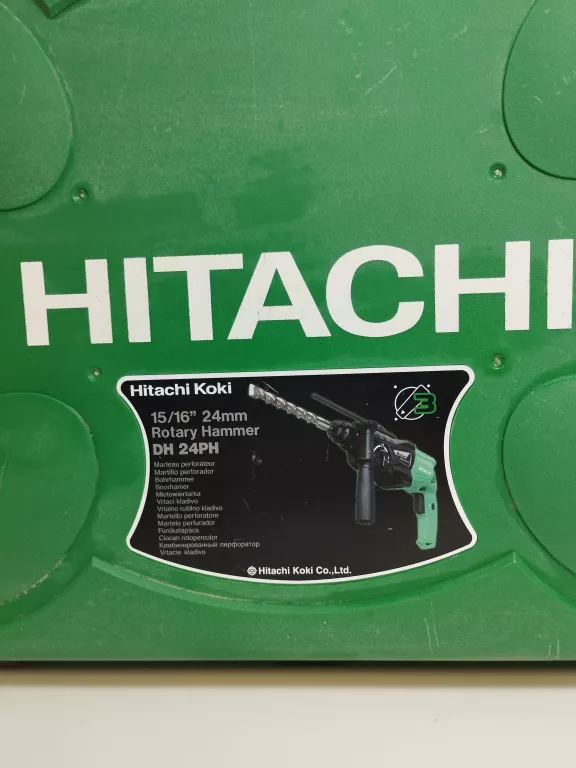 HITACHI
Hitachi Koki
15/16" 24mm
Rotary Hammer
DH 24PH
Marteau perforateur
Martillo perforador
Bohrhammer
Boorhamer
Młotowiertarka
Vrtací kladivo
Vrtalno rušilno kladivo
Martello perforatore
Martelo perfurador
Fúrókalapács
Ciocan rotopercutor
Комбинированный перфоратор
Vŕtacie kladivo
3
Hitachi Koki Co.,Ltd.